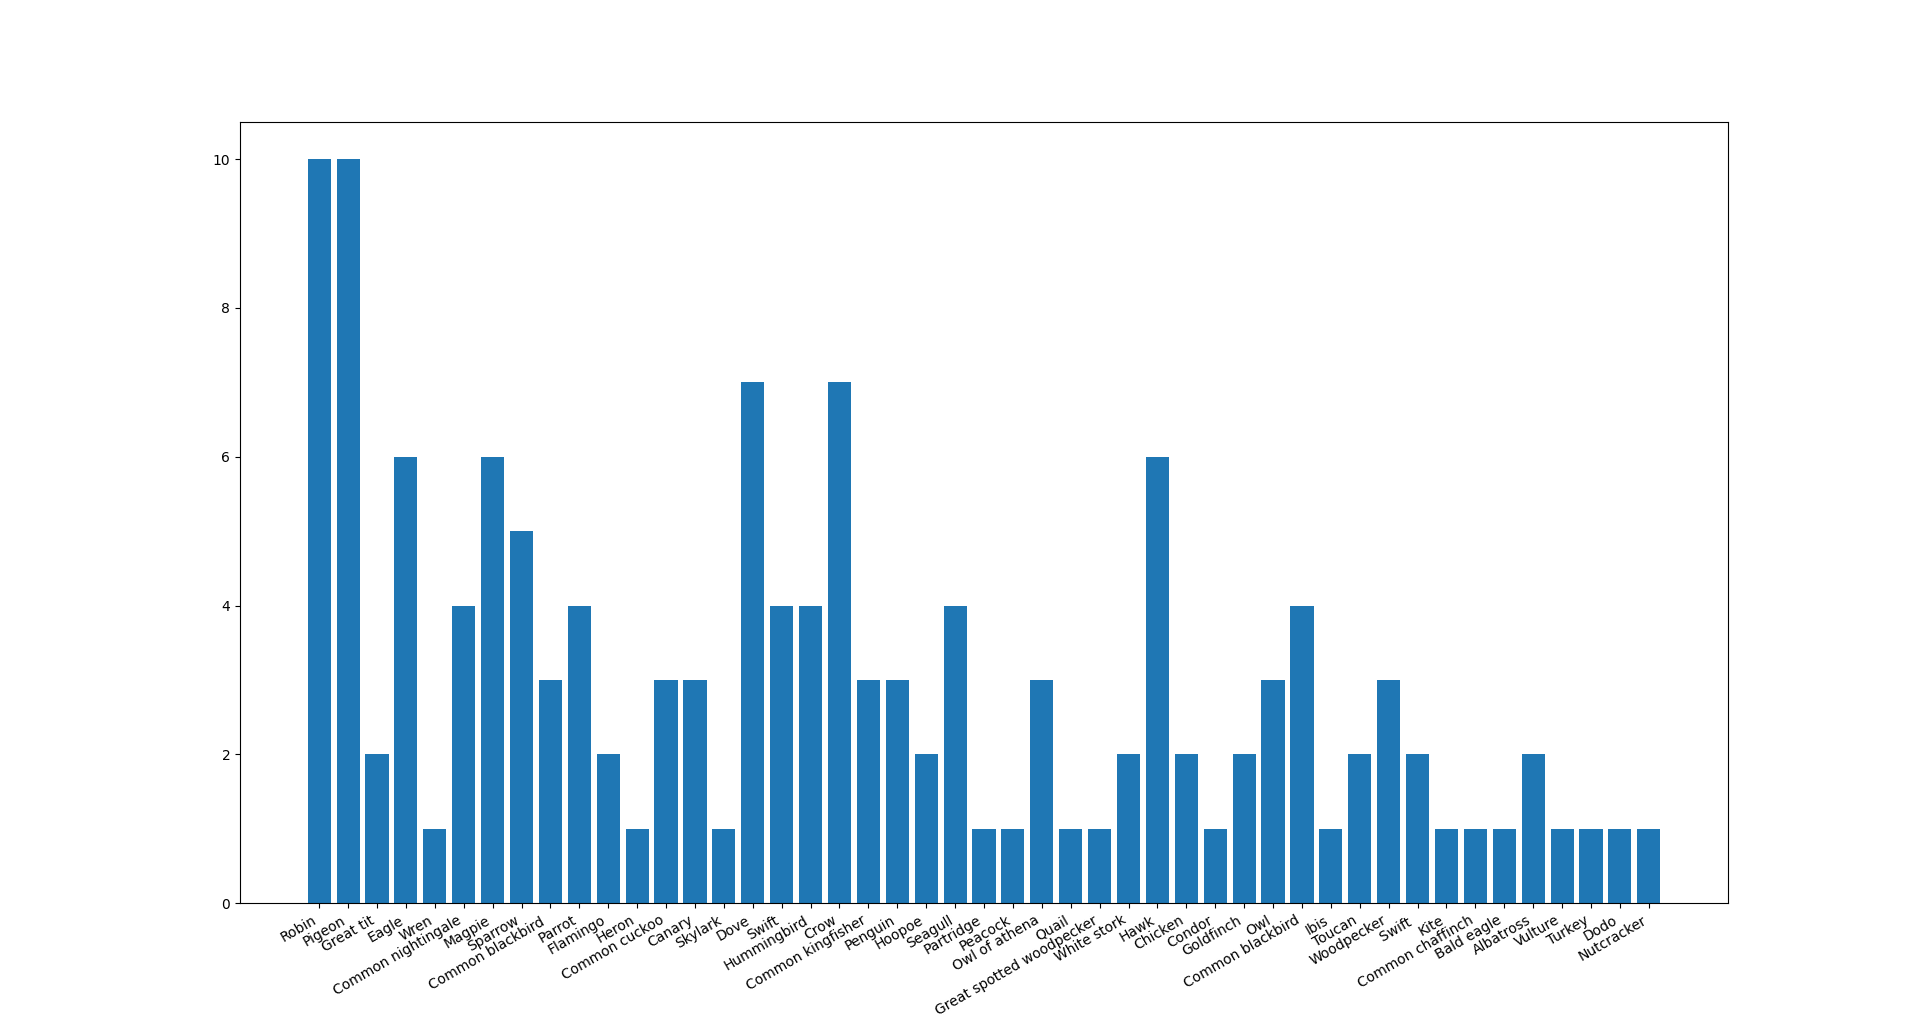 10
8
6
4
2
0
Robin
Pigeon
Great tit
Eagle
Wren
Common nightingale
Magpie
Sparrow
Common blackbird
Parrot
Flamingo
Heron
Common cuckoo
Canary
Skylark
Dove
Swift
Hummingbird
Crow
Common kingfisher
Penguin
Hoopoe
Seagull
Partridge
Peacock
Owl of athena
Quail
Great spotted woodpecker
White stork
Hawk
Chicken
Condor
Goldfinch
Owl
Common blackbird
Ibis
Toucan
Woodpecker
Swift
Kite
Common chaffinch
Bald eagle
Albatross
Vulture
Turkey
Dodo
Nutcracker